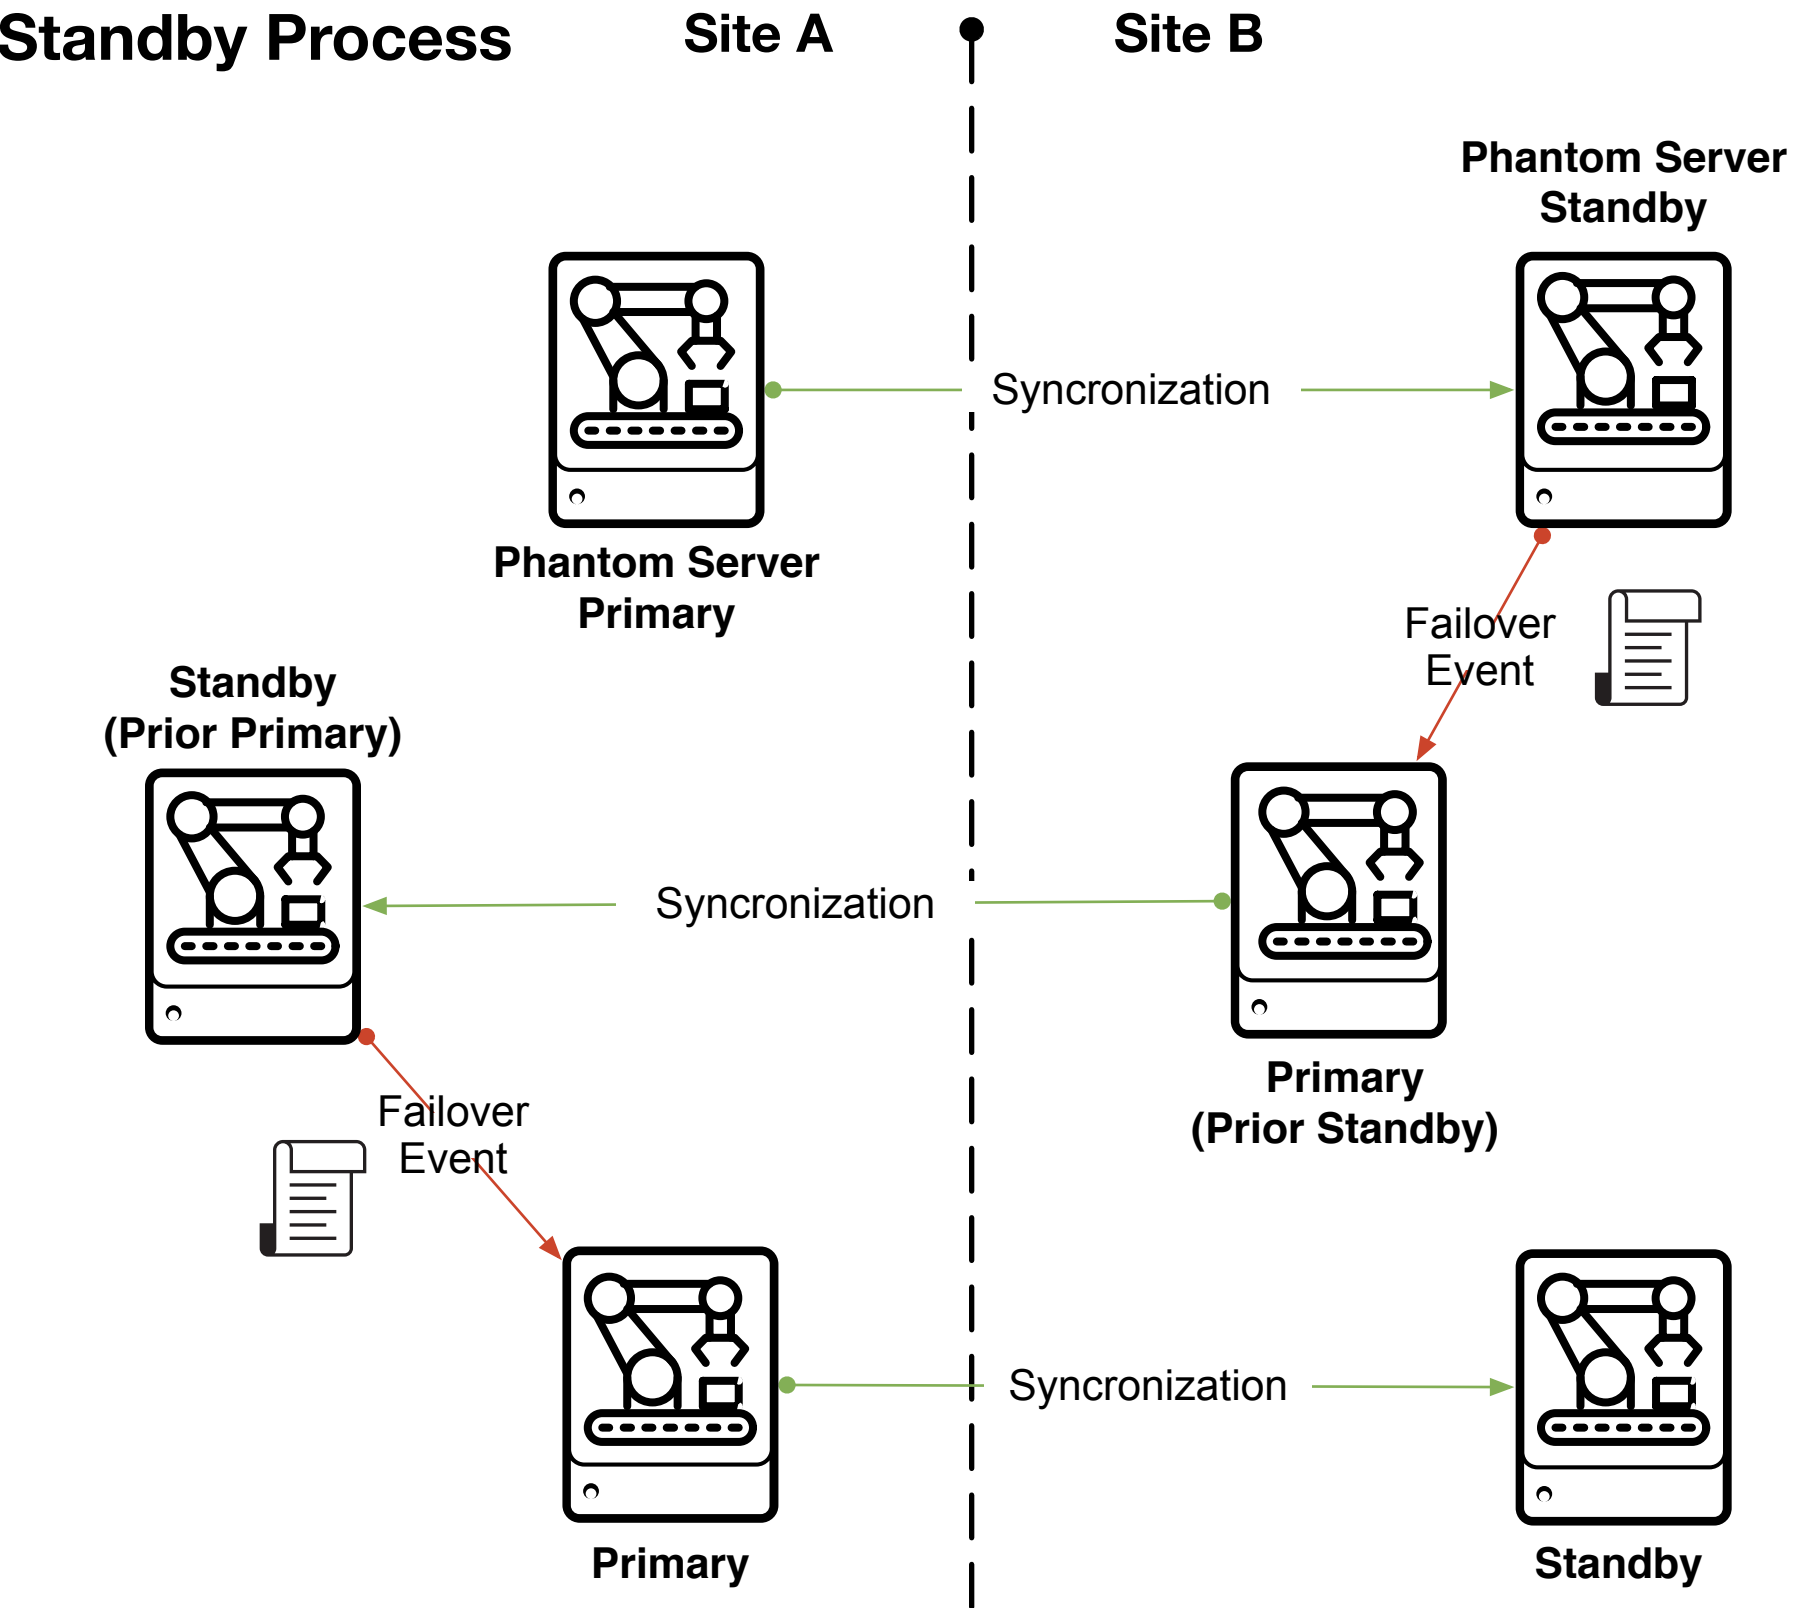 Standby Process
Site A
Site B
Phantom Server
Standby
Syncronization
Phantom Server
Primary
Failover
Event
Standby
(Prior Primary)
Syncronization
Primary
(Prior Standby)
Failover
Event
Syncronization
Primary
Standby